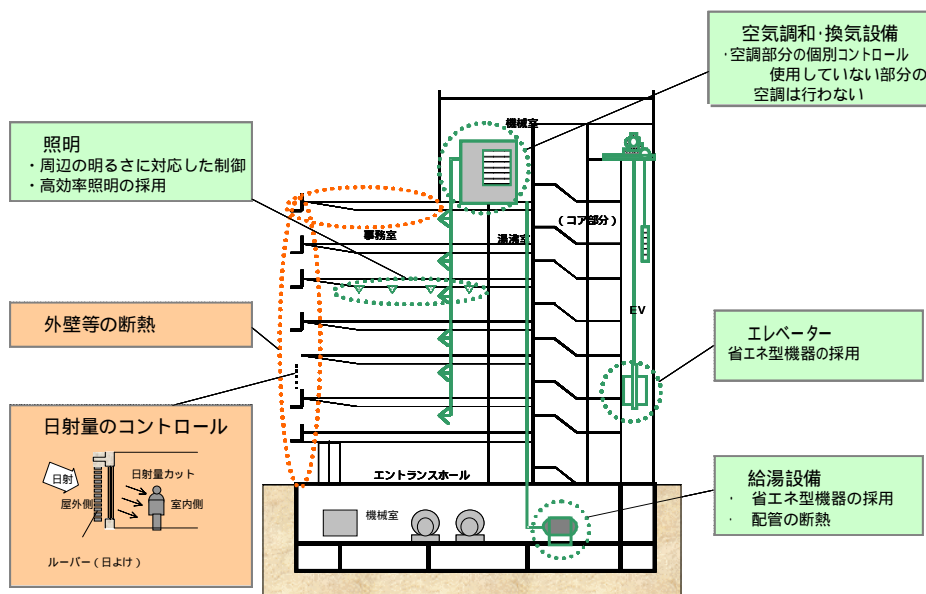 空気調和・換気設備
・空調部分の個別コントロール
使用していない部分の
空調は行わない
照明
・周辺の明るさに対応した制御
・高効率照明の採用
機械室
(コア部分)
事務室
湯沸室
外壁等の断熱
EV
エレベーター
省エネ型機器の採用
日射量のコントロール
日射
日射量カット
屋外側
室内側
ルーバー(日よけ)
エントランスホール
機械室
給湯設備
・ 省エネ型機器の採用
・ 配管の断熱